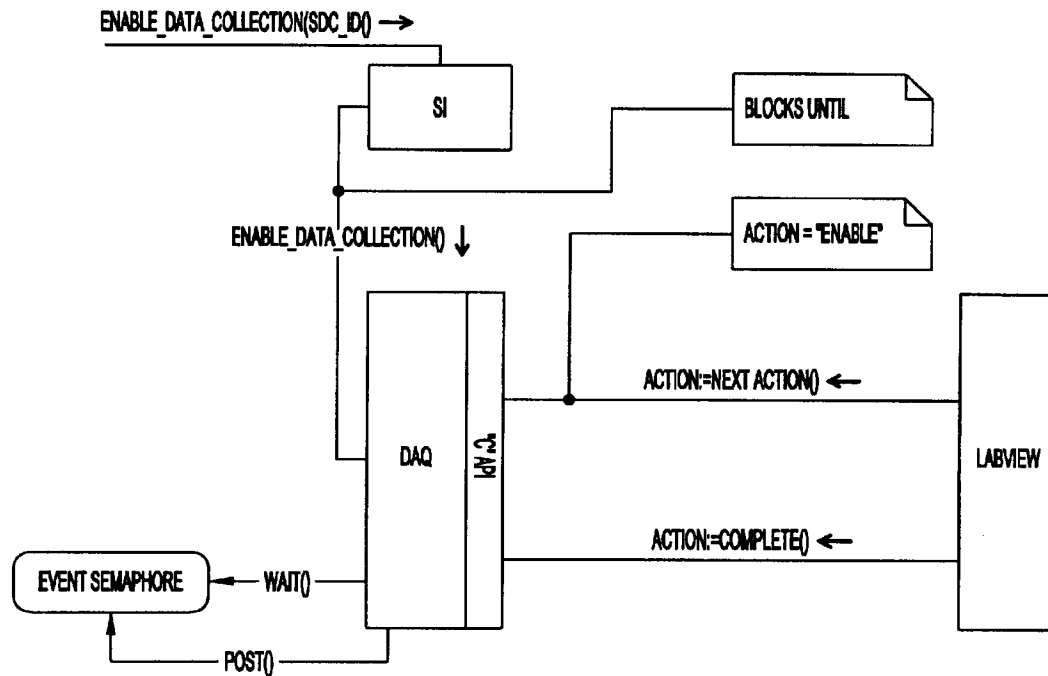 ENABLE_DATA_COLLECTION(SDC_ID()
SI
BLOCKS UNTIL
ENABLE_DATA_COLLECTION()
ACTION = "ENABLE"
ACTION:=NEXT ACTION()
DAQ
"C" API
LABVIEW
ACTION:=COMPLETE()
EVENT SEMAPHORE
WAIT()
POST()